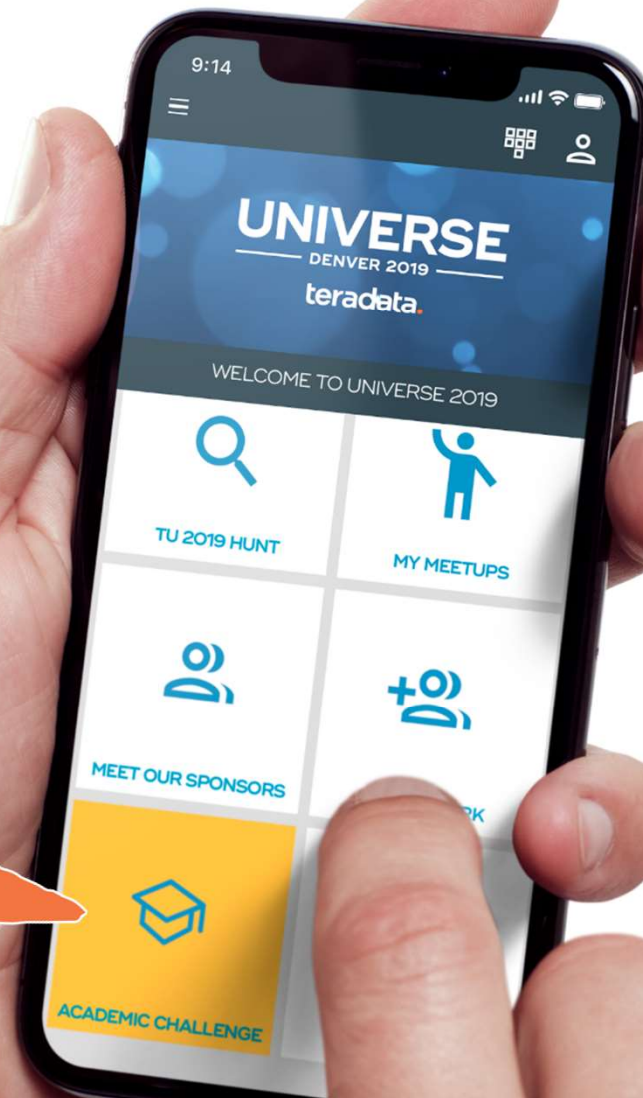 9:14
UNIVERSE
DENVER 2019
teradata.
WELCOME TO UNIVERSE 2019
TU 2019 HUNT
MY MEETUPS
MEET OUR SPONSORS
ACADEMIC CHALLENGE